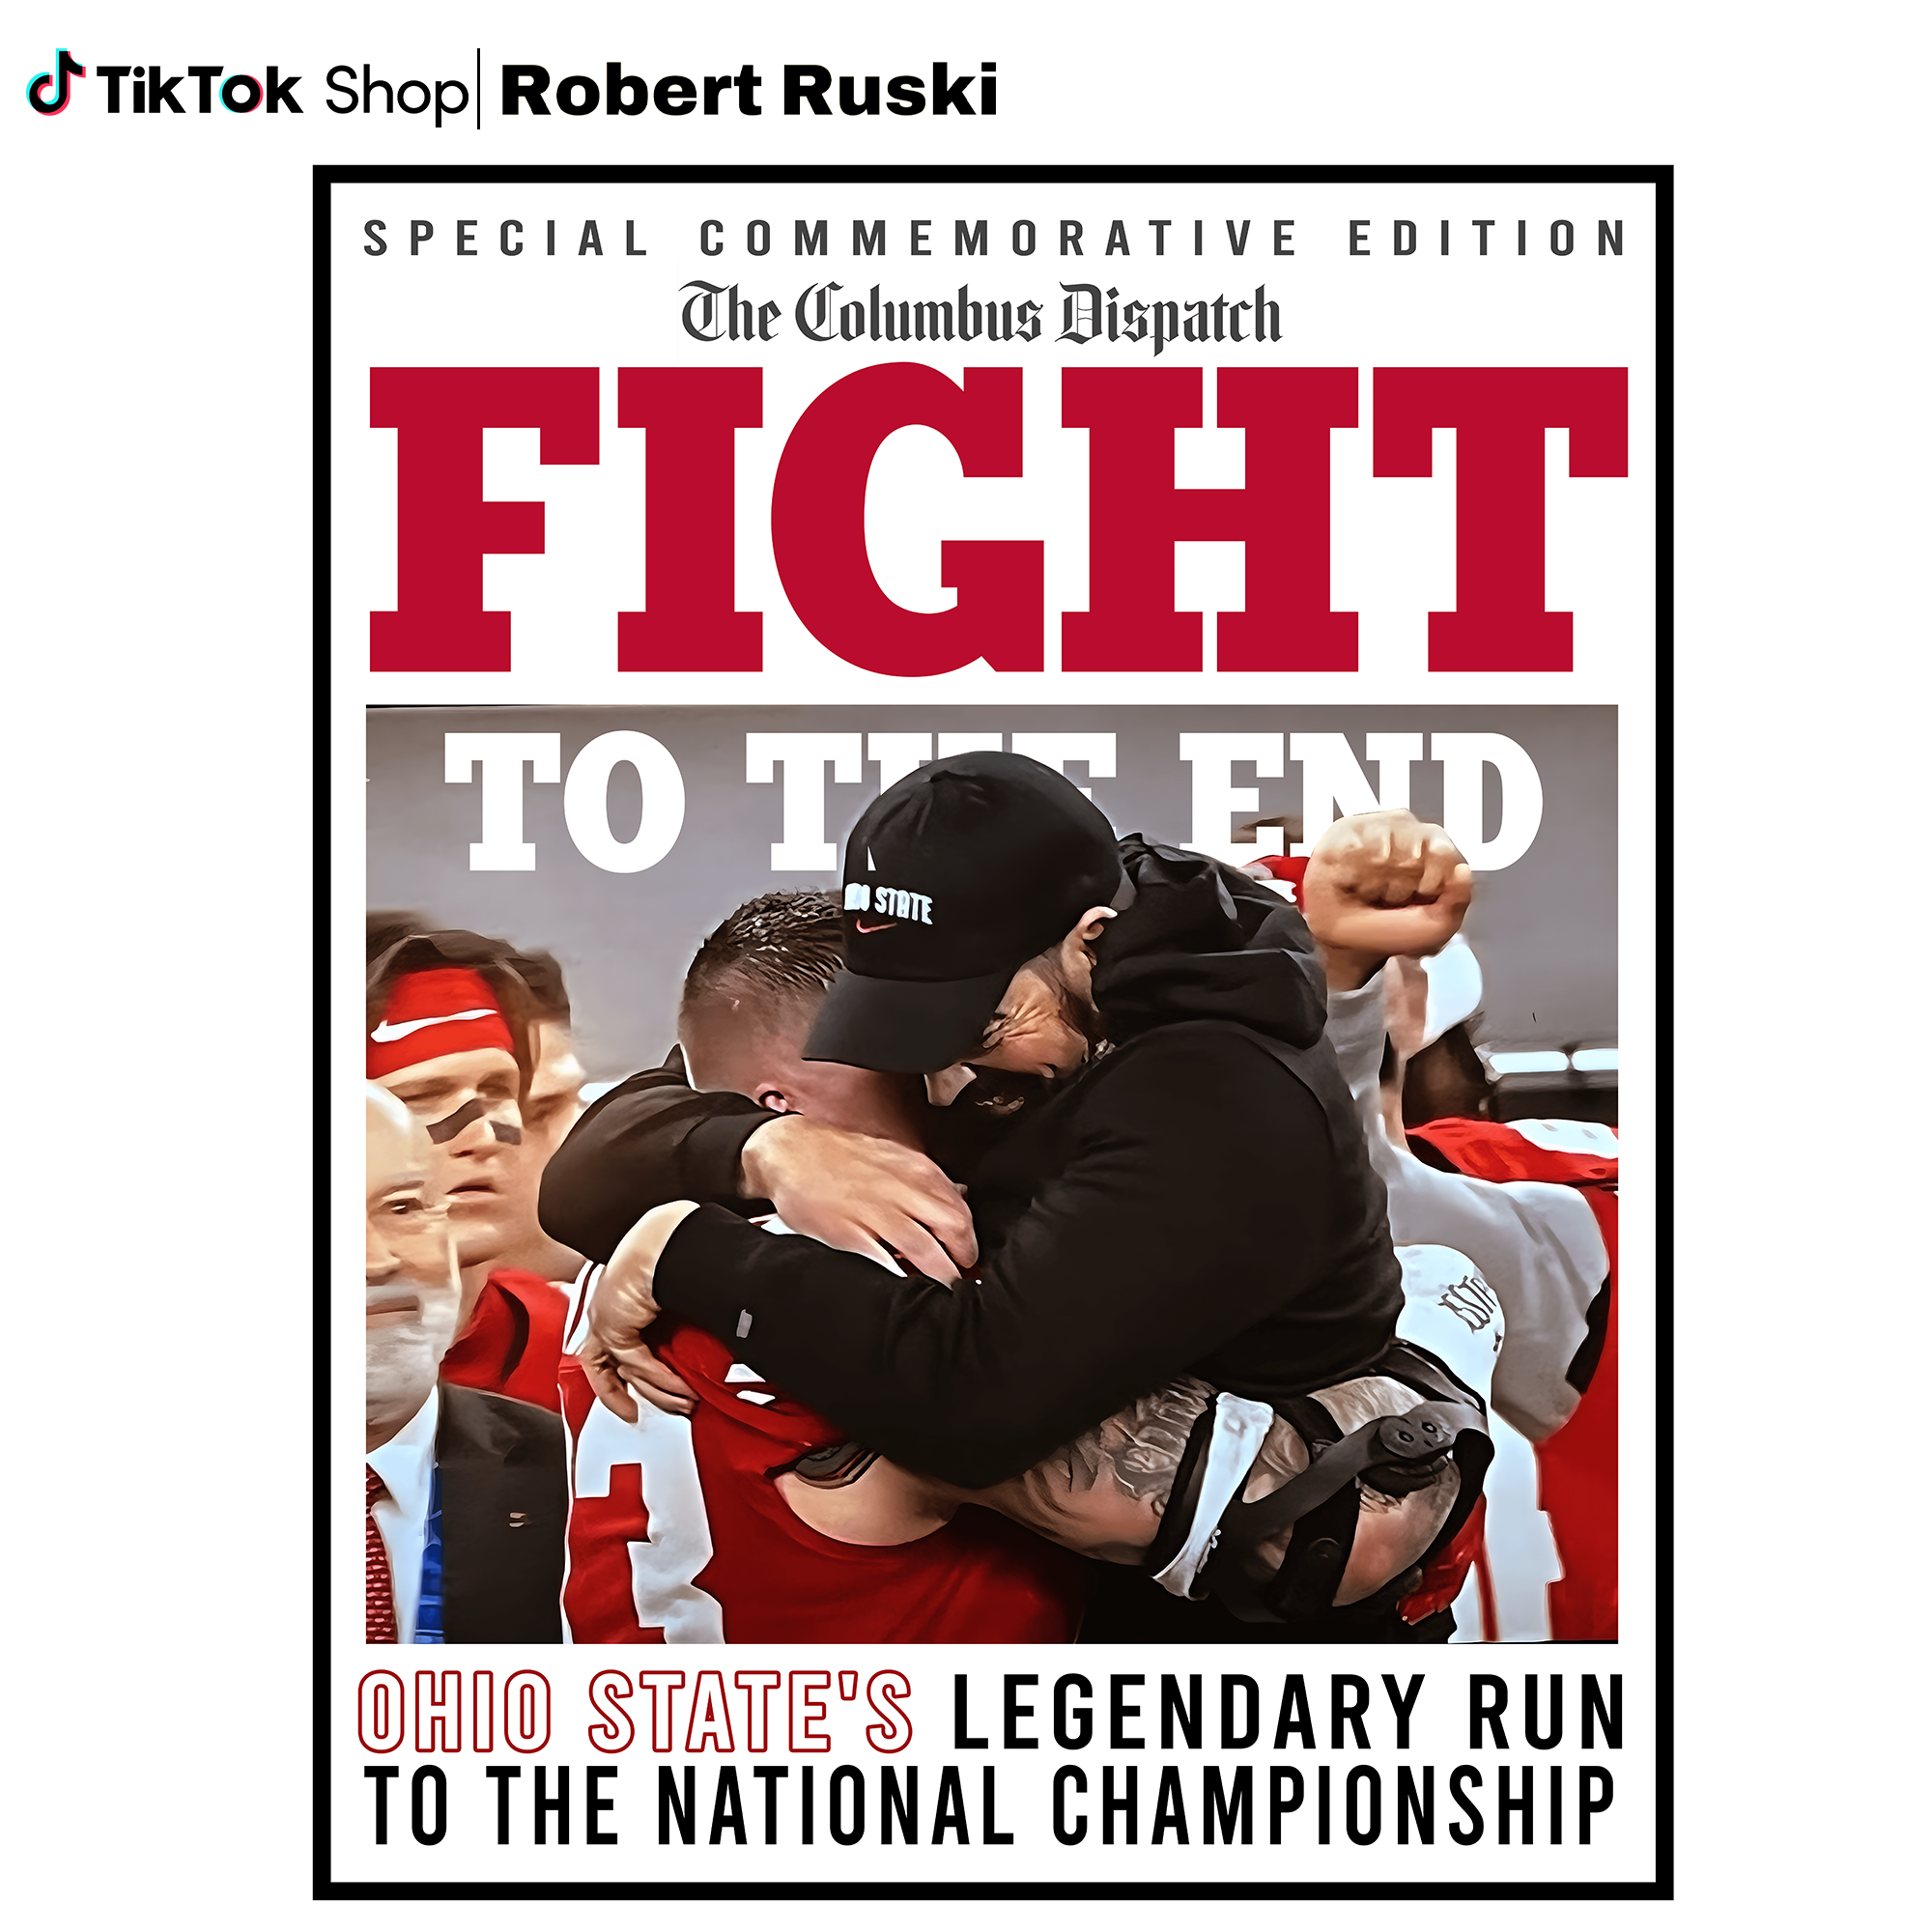 TikTok Shop | Robert Ruski
SPECIAL COMMEMORATIVE EDITION
The Columbus Dispatch
FIGHT
TO THE END
STATE
OHIO STATE'S LEGENDARY RUN
TO THE NATIONAL CHAMPIONSHIP